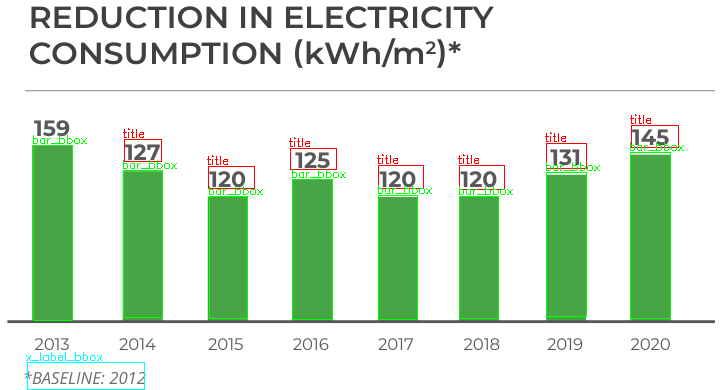 REDUCTION IN ELECTRICITY
CONSUMPTION (kWh/m²)*
159
bar_bbox
title
127
bar_bbox
title
120
bar_bbox
title
125
bar_bbox
title
120
bar_bbox
title
120
bar_bbox
title
131
bar_bbox
title
145
bar_bbox
2013 2014 2015 2016 2017 2018 2019 2020
x_label_bbox
*BASELINE: 2012